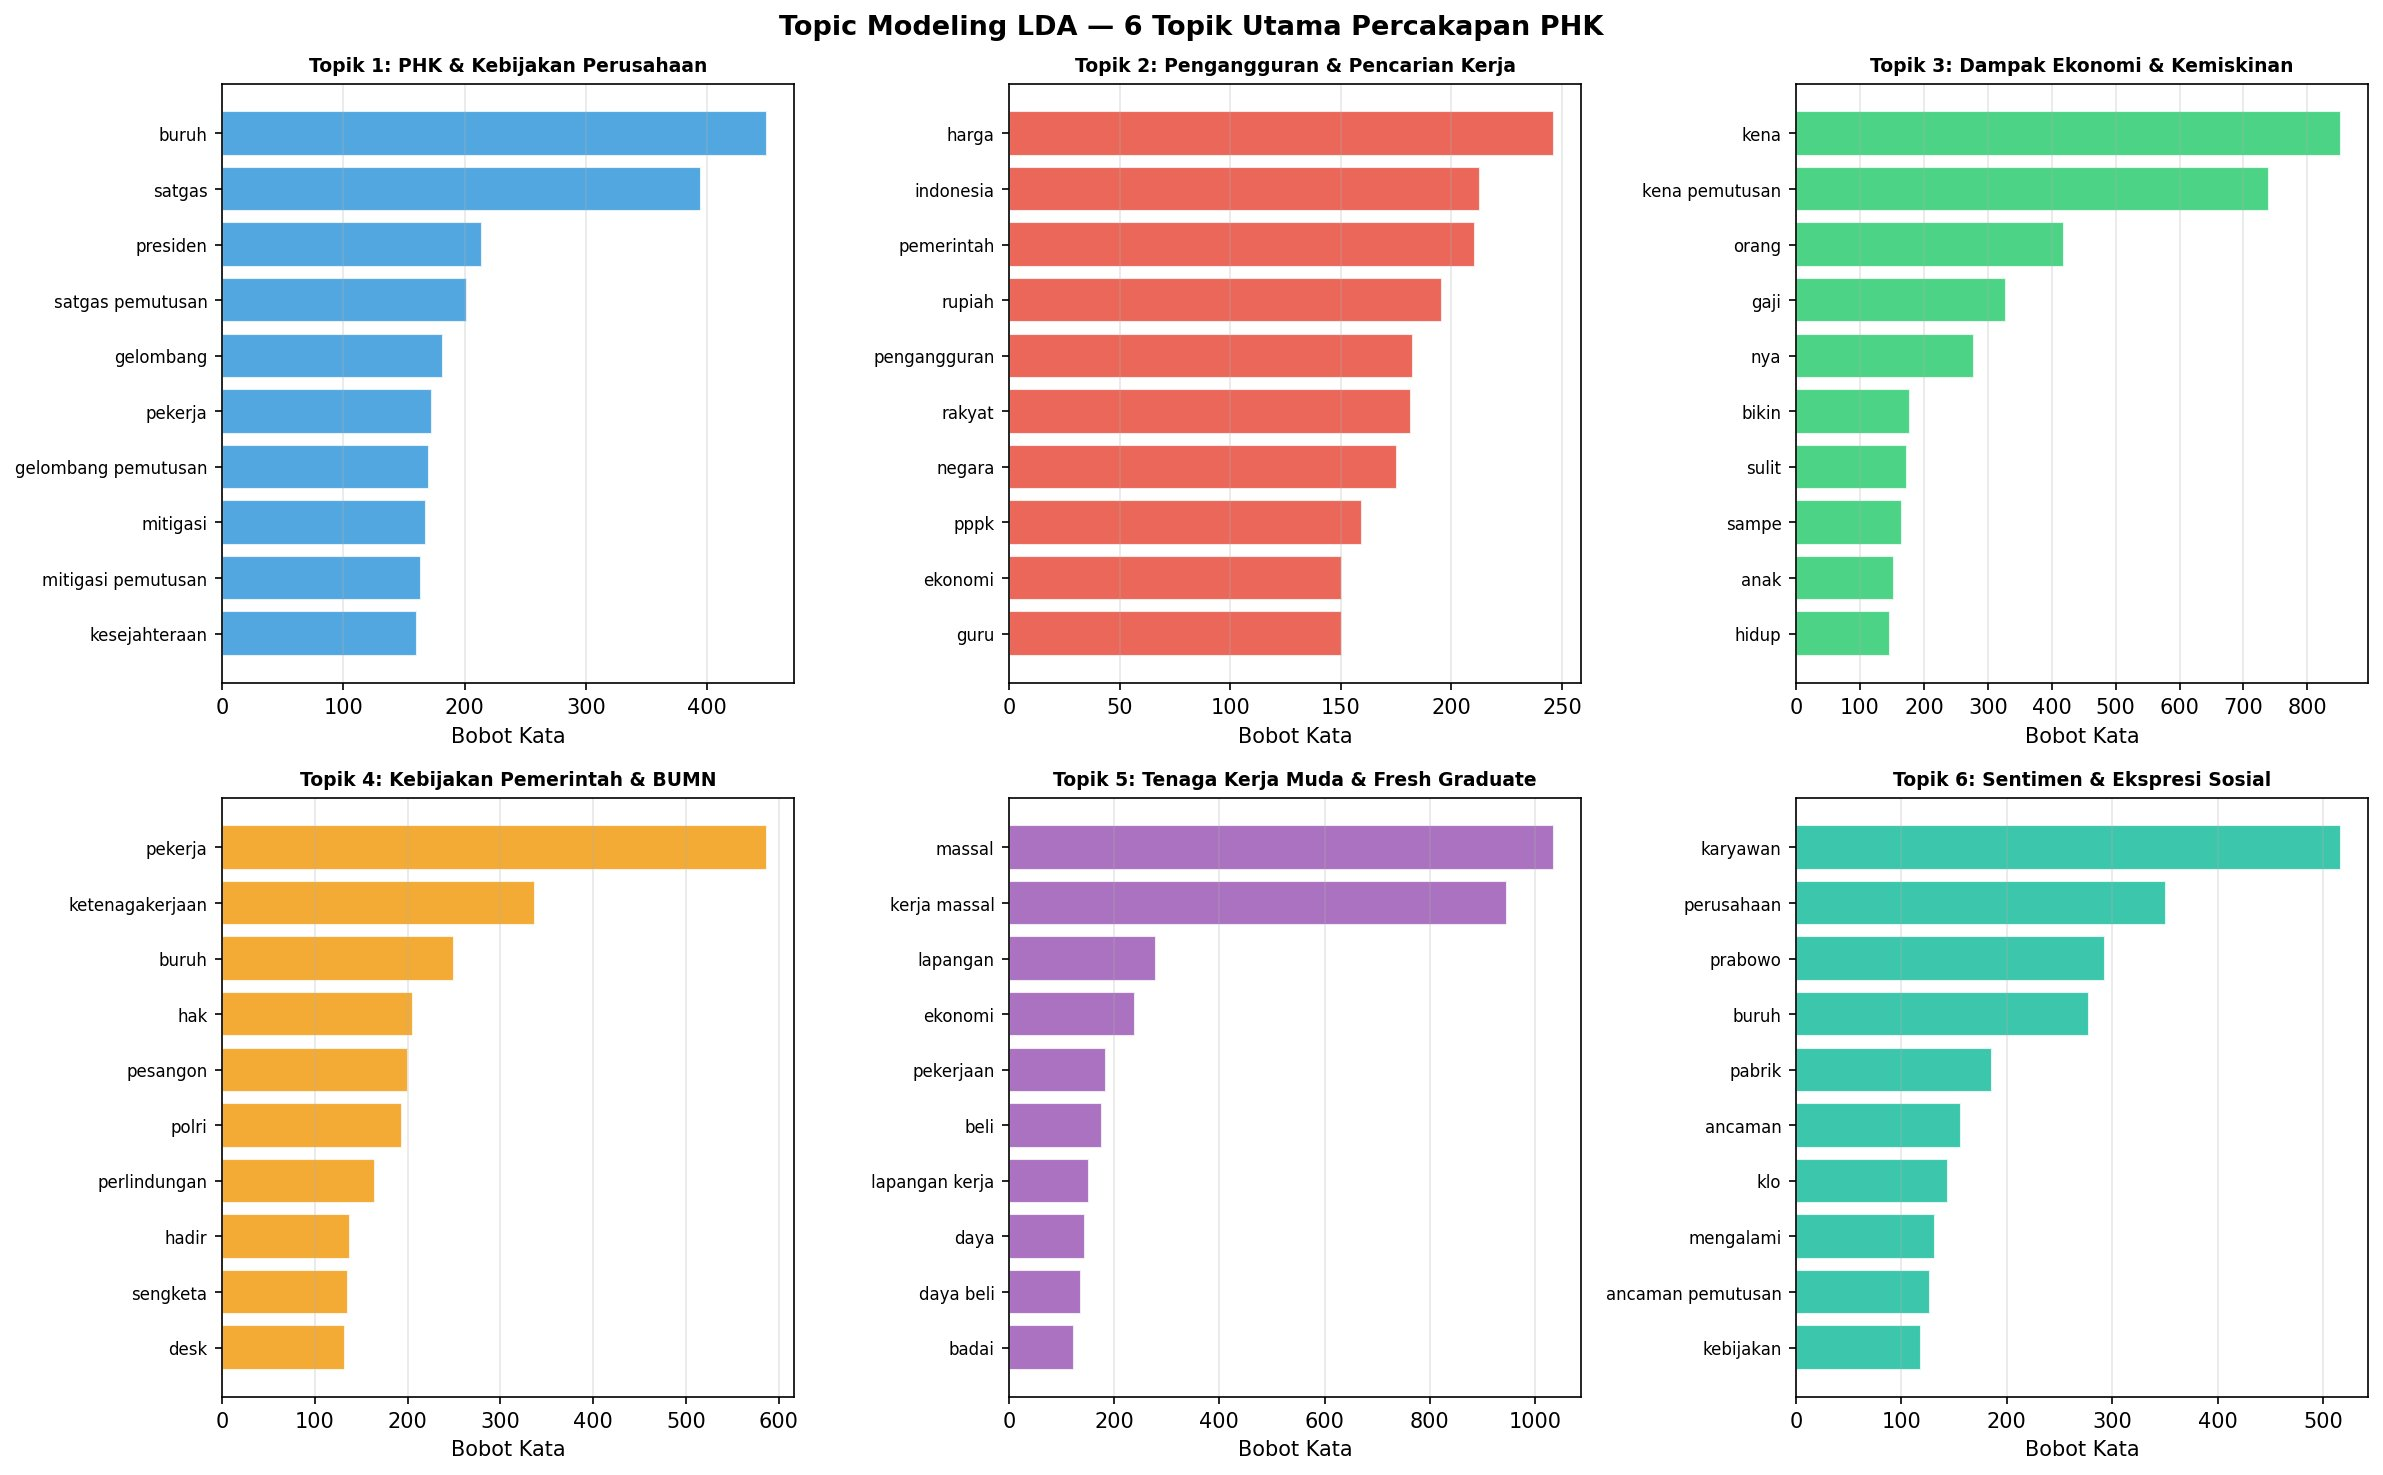 Topic Modeling LDA — 6 Topik Utama Percakapan PHK
Topik 1: PHK & Kebijakan Perusahaan
buruh
satgas
presiden
satgas pemutusan
gelombang
pekerja
gelombang pemutusan
mitigasi
mitigasi pemutusan
kesejahteraan
0 100 200 300 400
Bobot Kata
Topik 2: Pengangguran & Pencarian Kerja
harga
indonesia
pemerintah
rupiah
pengangguran
rakyat
negara
pppk
ekonomi
guru
0 50 100 150 200 250
Bobot Kata
Topik 3: Dampak Ekonomi & Kemiskinan
kena
kena pemutusan
orang
gaji
nya
bikin
sulit
sampe
anak
hidup
0 100 200 300 400 500 600 700 800
Bobot Kata
Topik 4: Kebijakan Pemerintah & BUMN
pekerja
ketenagakerjaan
buruh
hak
pesangon
polri
perlindungan
hadir
sengketa
desk
0 100 200 300 400 500 600
Bobot Kata
Topik 5: Tenaga Kerja Muda & Fresh Graduate
massal
kerja massal
lapangan
ekonomi
pekerjaan
beli
lapangan kerja
daya
daya beli
badai
0 200 400 600 800 1000
Bobot Kata
Topik 6: Sentimen & Ekspresi Sosial
karyawan
perusahaan
prabowo
buruh
pabrik
ancaman
klo
mengalami
ancaman pemutusan
kebijakan
0 100 200 300 400 500
Bobot Kata